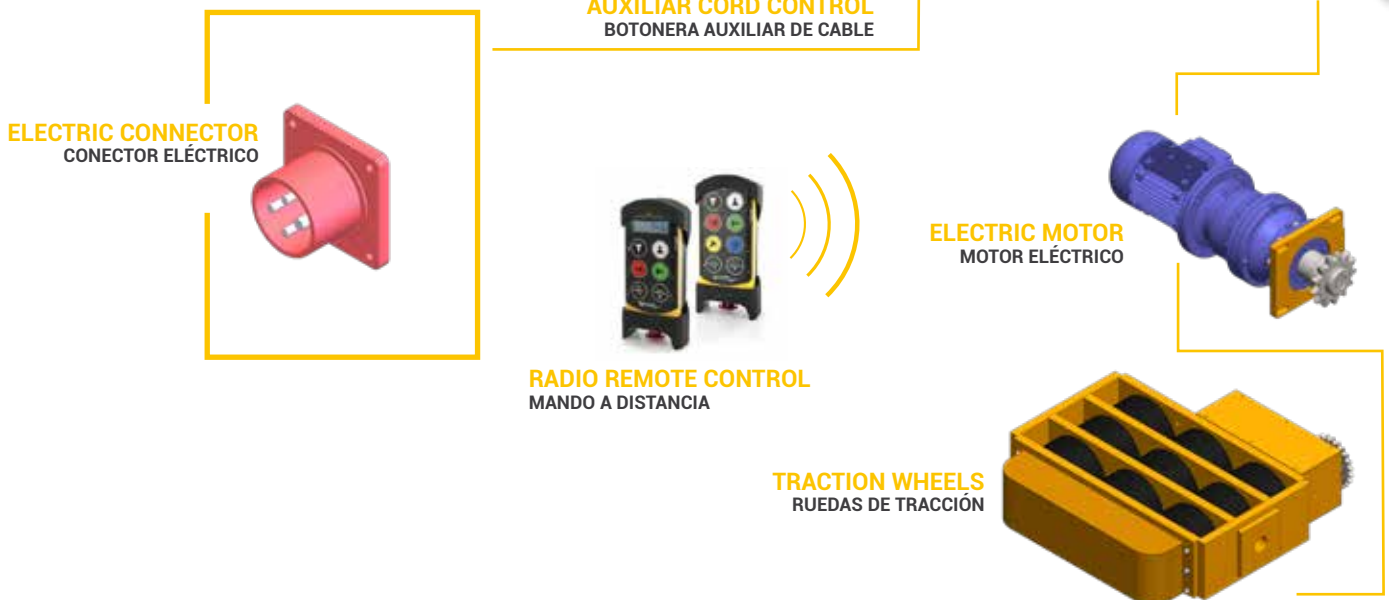 AUXILIAR CORD CONTROL
BOTONERA AUXILIAR DE CABLE
ELECTRIC CONNECTOR
CONECTOR ELÉCTRICO
ELECTRIC MOTOR
MOTOR ELÉCTRICO
RADIO REMOTE CONTROL
MANDO A DISTANCIA
TRACTION WHEELS
RUEDAS DE TRACCIÓN